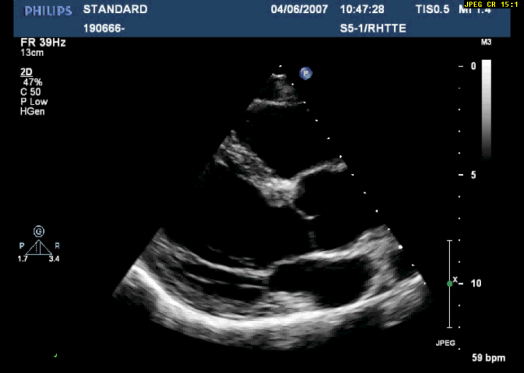 JPEG CR 15:1
PHILIPS STANDARD 04/06/2007 10:47:28 TIS0.5 MI 1.4
190666- S5-1/RHTTE
FR 39Hz
13cm
M3
2D
47%
C 50
P Low
HGen
0
5
10
P
G
P R
1.7 3.4
X
JPEG
59 bpm